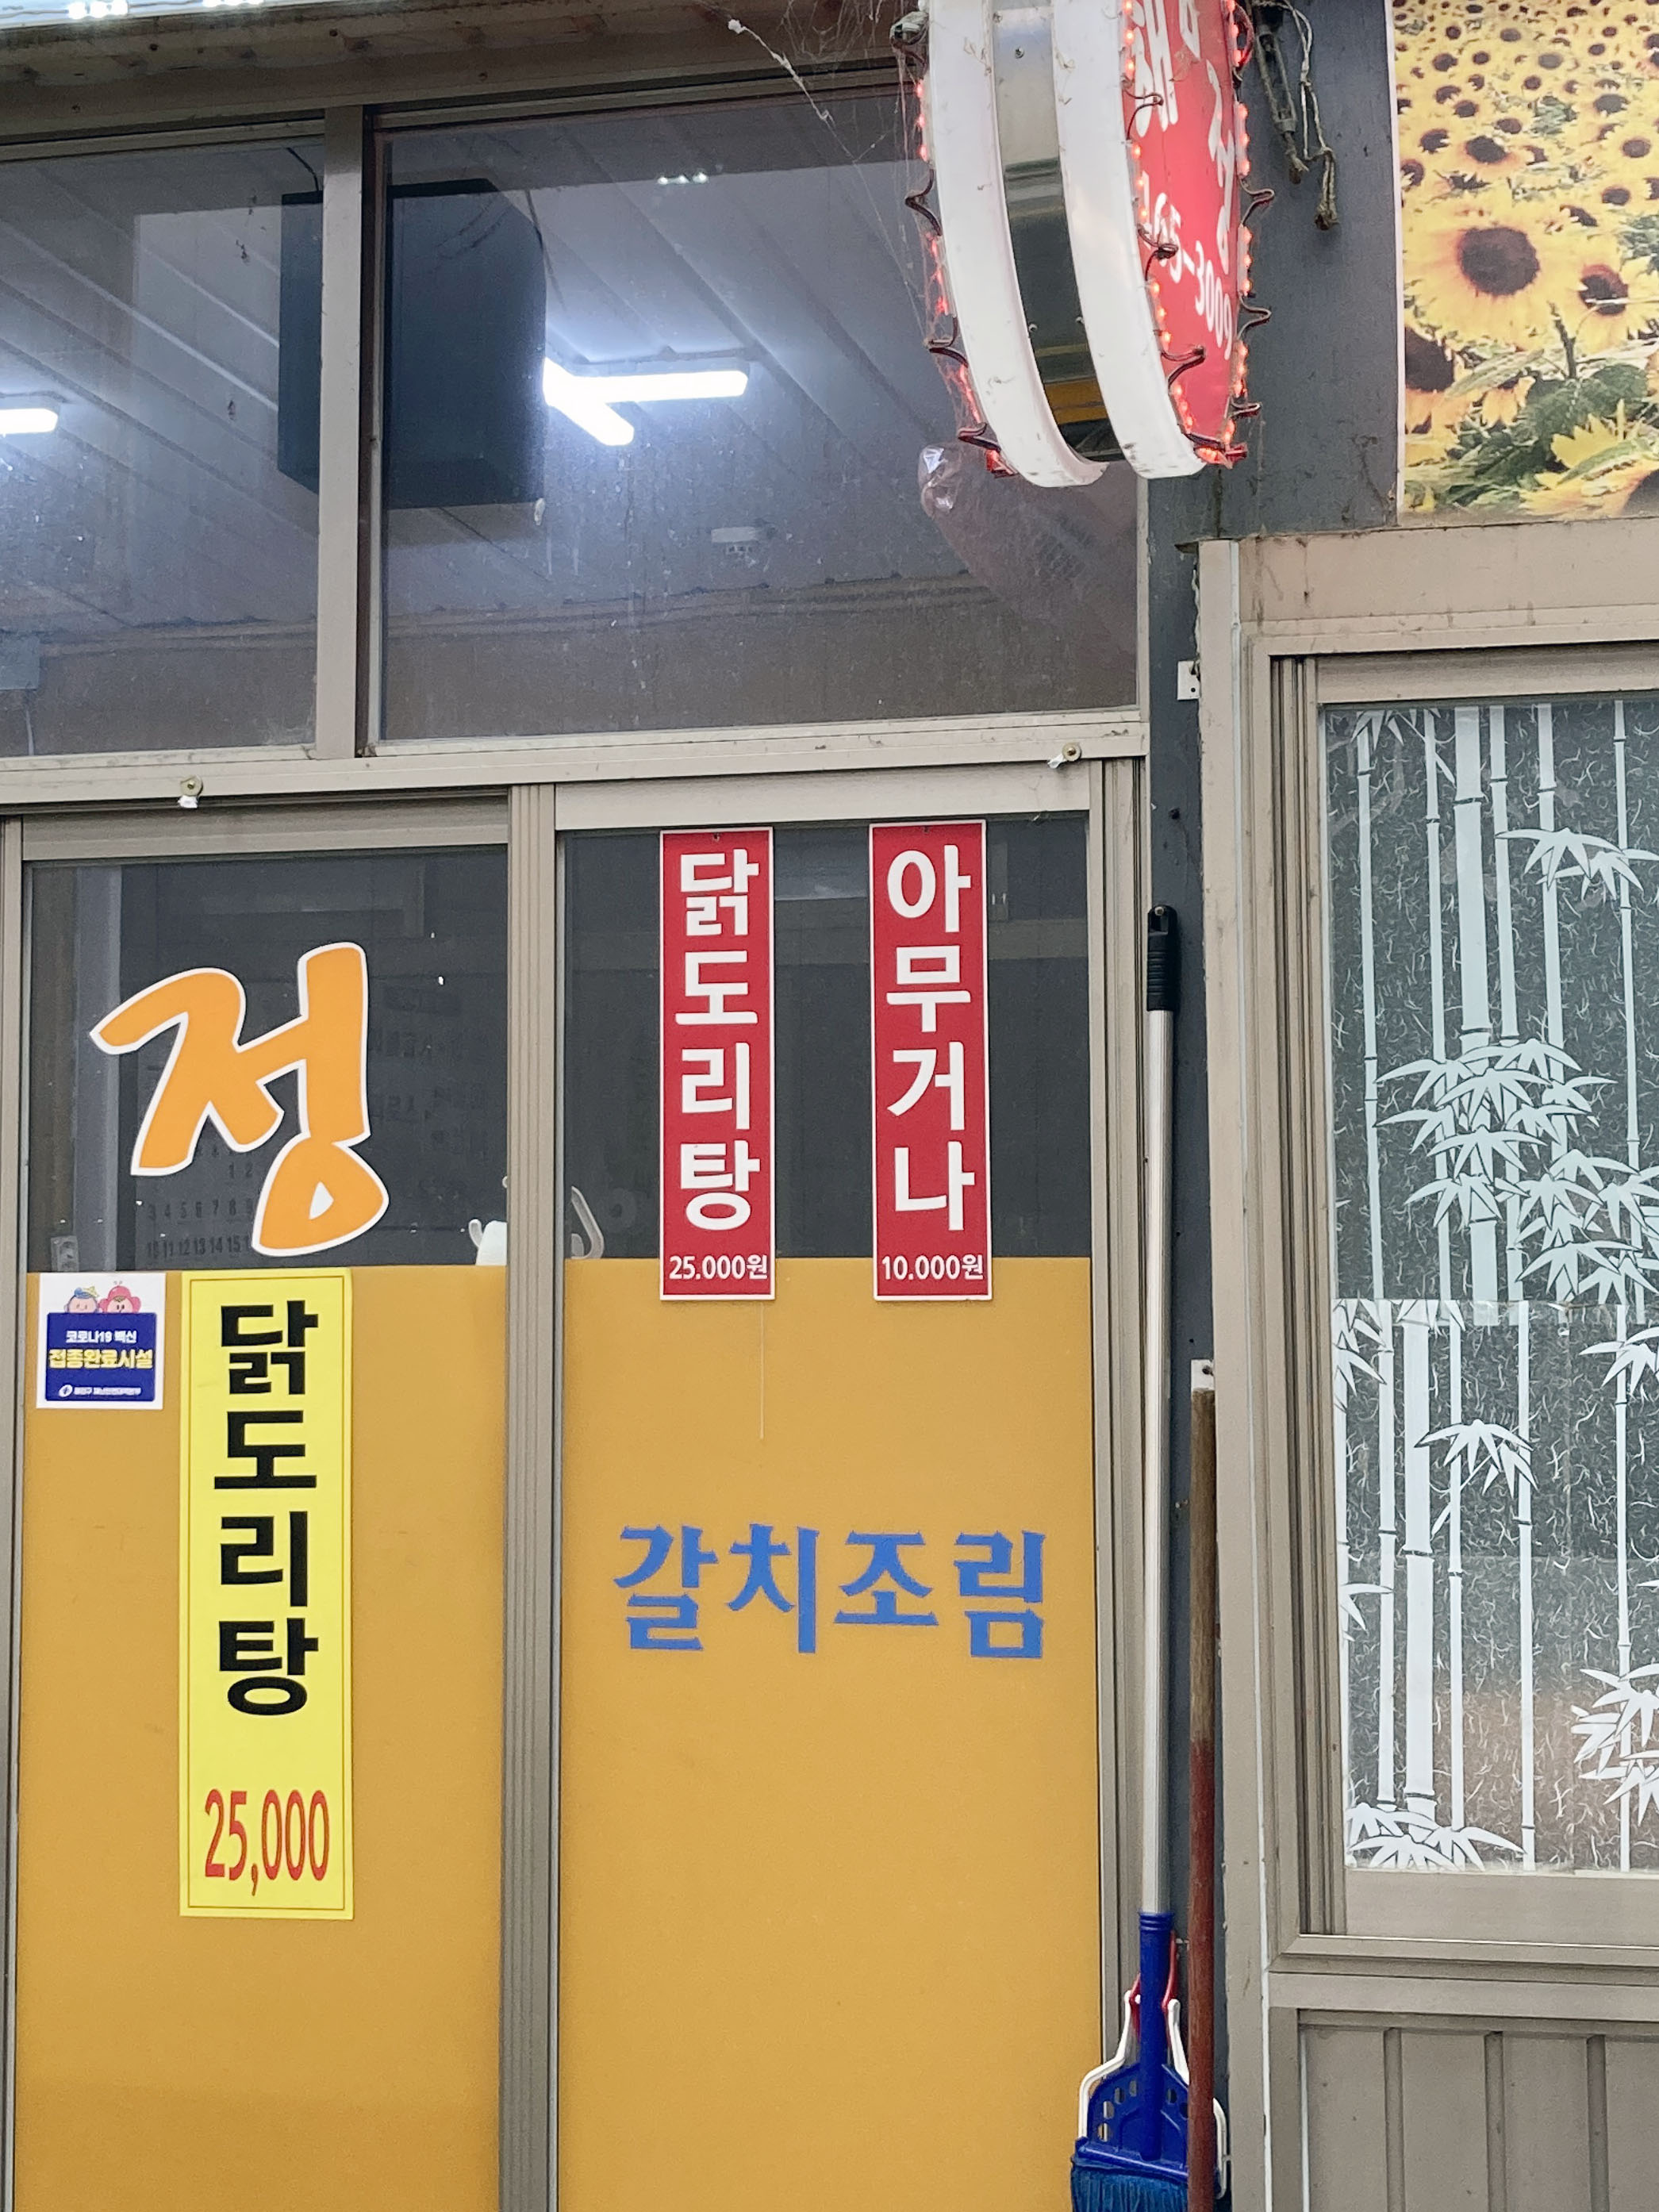 5-3000
정
닭도리탕
25.000원
아무거나
10.000원
코로나19 백신
접종완료시설
닭도리탕
25,000
갈치조림